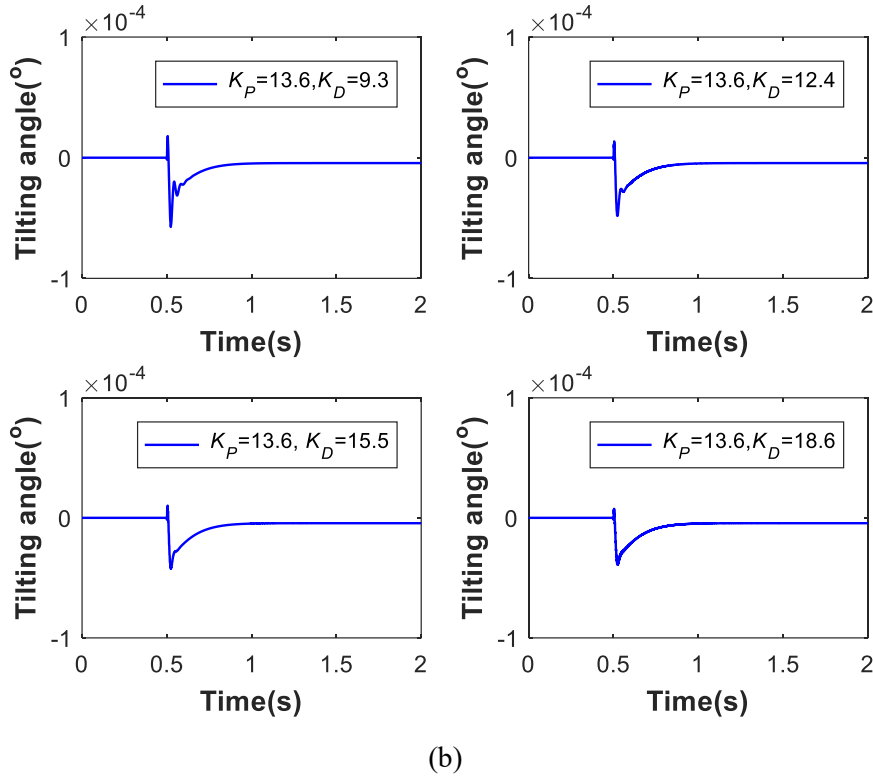 ×10⁻⁴ ×10⁻⁴
1 1
K_P=13.6,K_D=9.3 K_P=13.6,K_D=12.4
Tilting angle(°) Tilting angle(°)
0 0
-1 -1
0 0.5 1 1.5 2 0 0.5 1 1.5 2
Time(s) Time(s)
×10⁻⁴ ×10⁻⁴
1 1
K_P=13.6, K_D=15.5 K_P=13.6,K_D=18.6
Tilting angle(°) Tilting angle(°)
0 0
-1 -1
0 0.5 1 1.5 2 0 0.5 1 1.5 2
Time(s) Time(s)
(b)